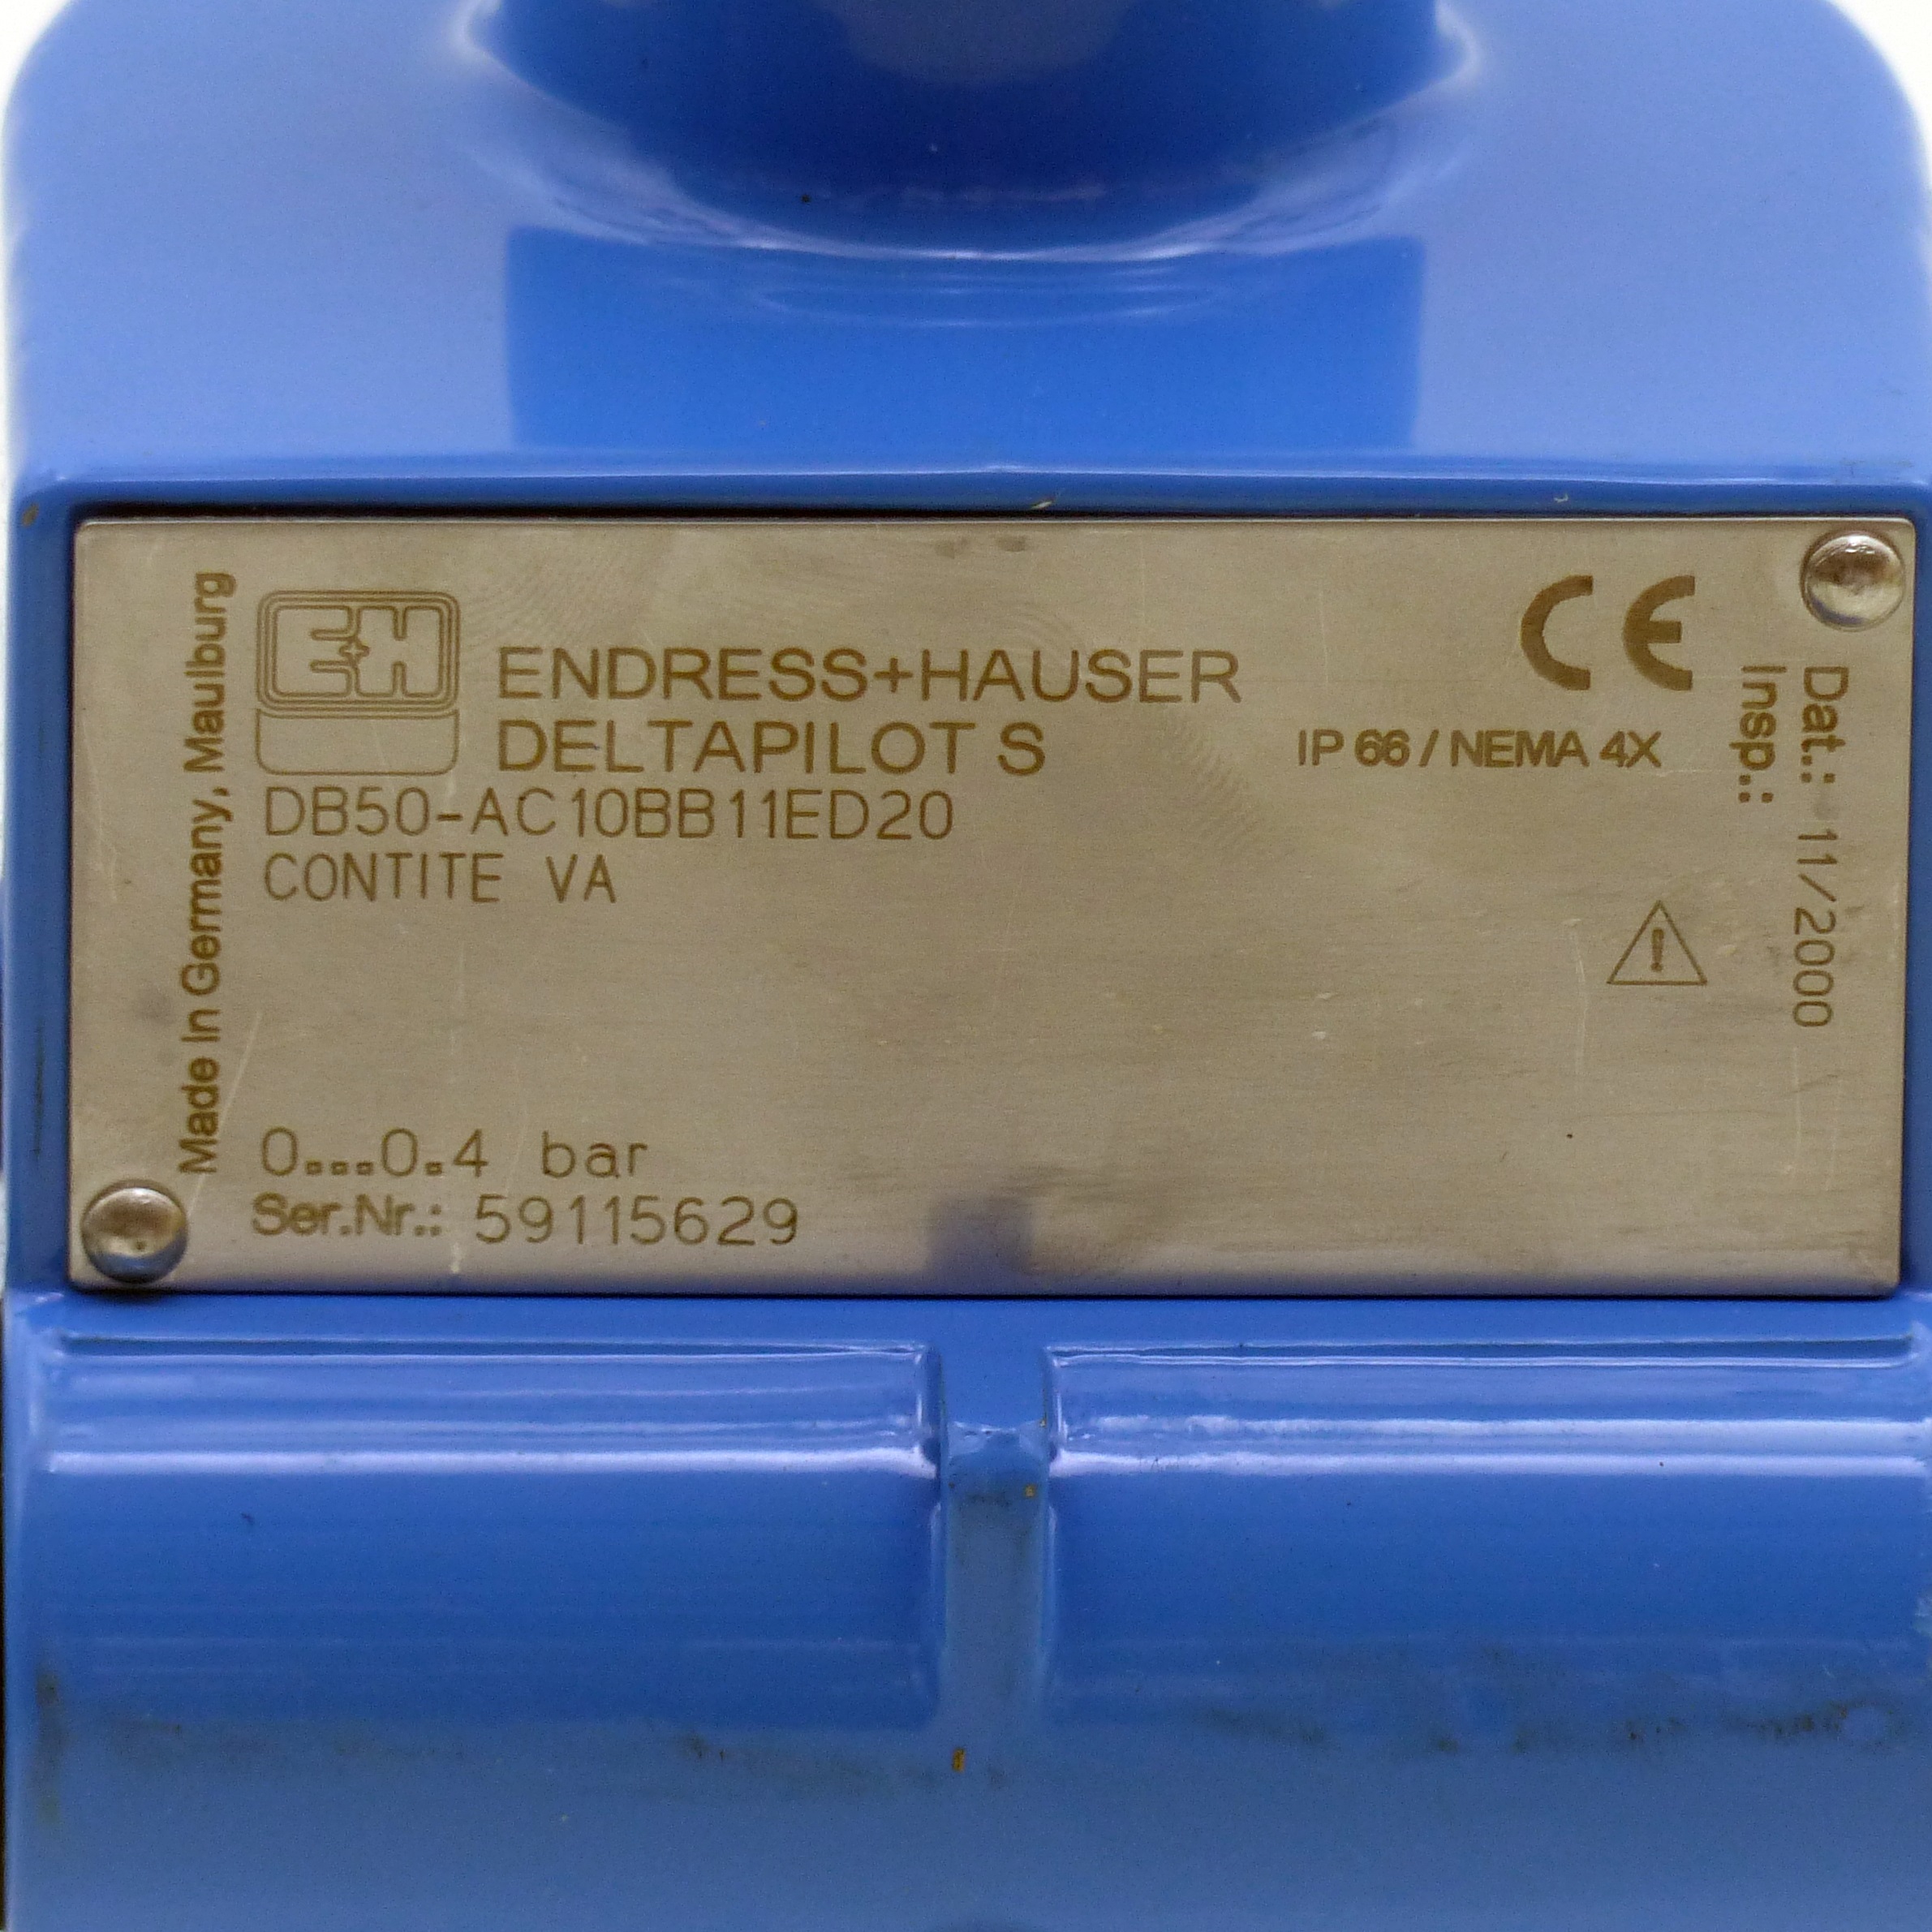 Made in Germany, Maulburg
E+H
ENDRESS+HAUSER
DELTAPILOT S
DB50-AC10BB11ED20
CONTITE VA
0...0.4 bar
Ser.Nr.: 59115629
CE
IP 66 / NEMA 4X
!
Dat.: 11/2000
Insp.: